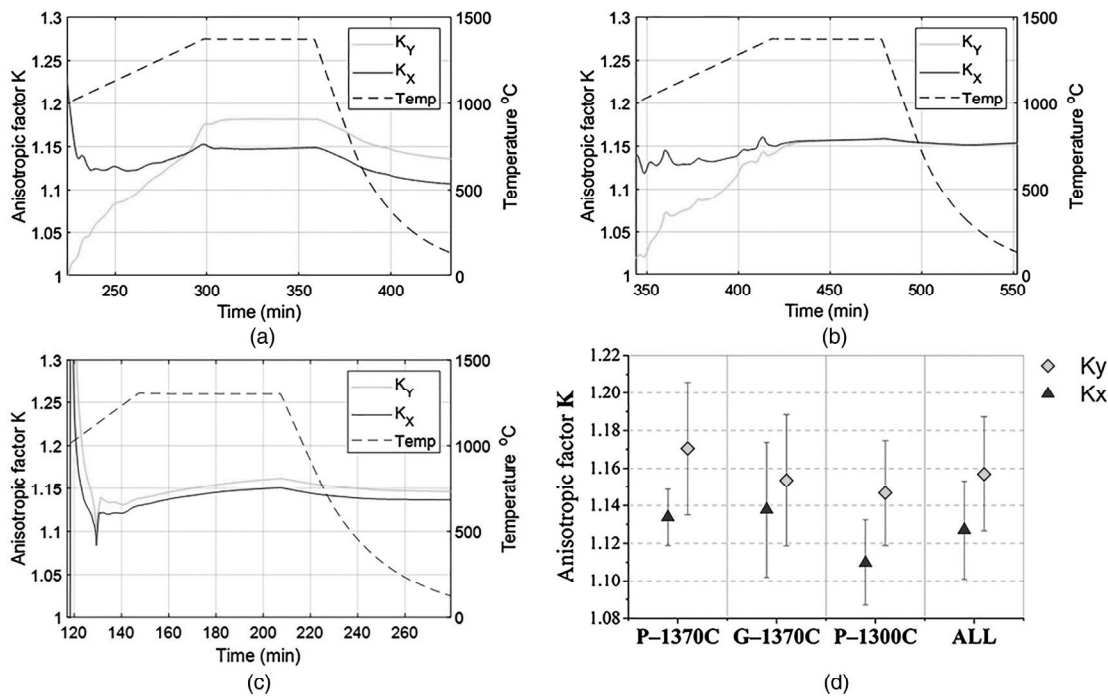 Anisotropic factor K
1.3
1.25
1.2
1.15
1.1
1.05
1
1500
1000
500
0
Temperature °C
250
300
350
400
Time (min)
K_Y
K_X
Temp
(a)
Anisotropic factor K
1.3
1.25
1.2
1.15
1.1
1.05
1
1500
1000
500
0
Temperature °C
350
400
450
500
550
Time (min)
K_Y
K_X
Temp
(b)
Anisotropic factor K
1.3
1.25
1.2
1.15
1.1
1.05
1
1500
1000
500
0
Temperature °C
120
140
160
180
200
220
240
260
Time (min)
K_Y
K_X
Temp
(c)
Anisotropic factor K
1.22
1.20
1.18
1.16
1.14
1.12
1.10
1.08
P–1370C
G–1370C
P–1300C
ALL
Ky
Kx
(d)